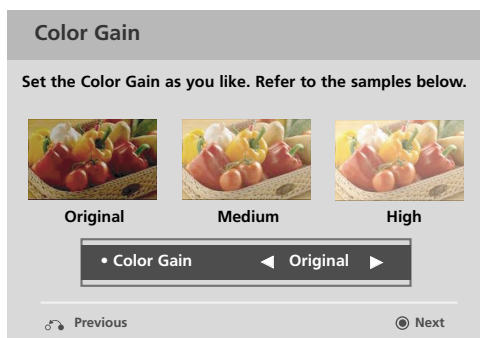 Color Gain
Set the Color Gain as you like. Refer to the samples below.
Original Medium High
• Color Gain ◀ Original ▶
Previous Next